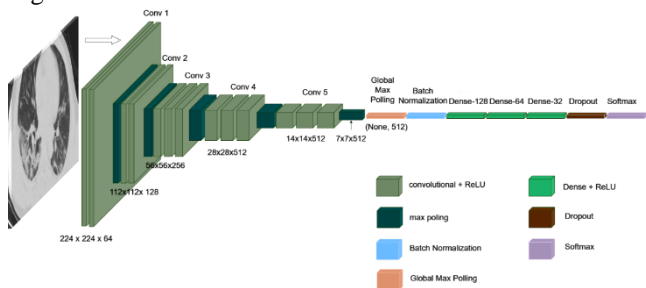 Conv 1
Conv 2
Conv 3
Conv 4
Conv 5
Global
Max
Polling
Batch
Normalization
Dense-128
Dense-64
Dense-32
Dropout
Softmax
(None, 512)
7x7x512
14x14x512
28x28x512
56x56x256
112x112x 128
224 x 224 x 64
convolutional + ReLU
Dense + ReLU
max poling
Dropout
Batch Normalization
Softmax
Global Max Polling